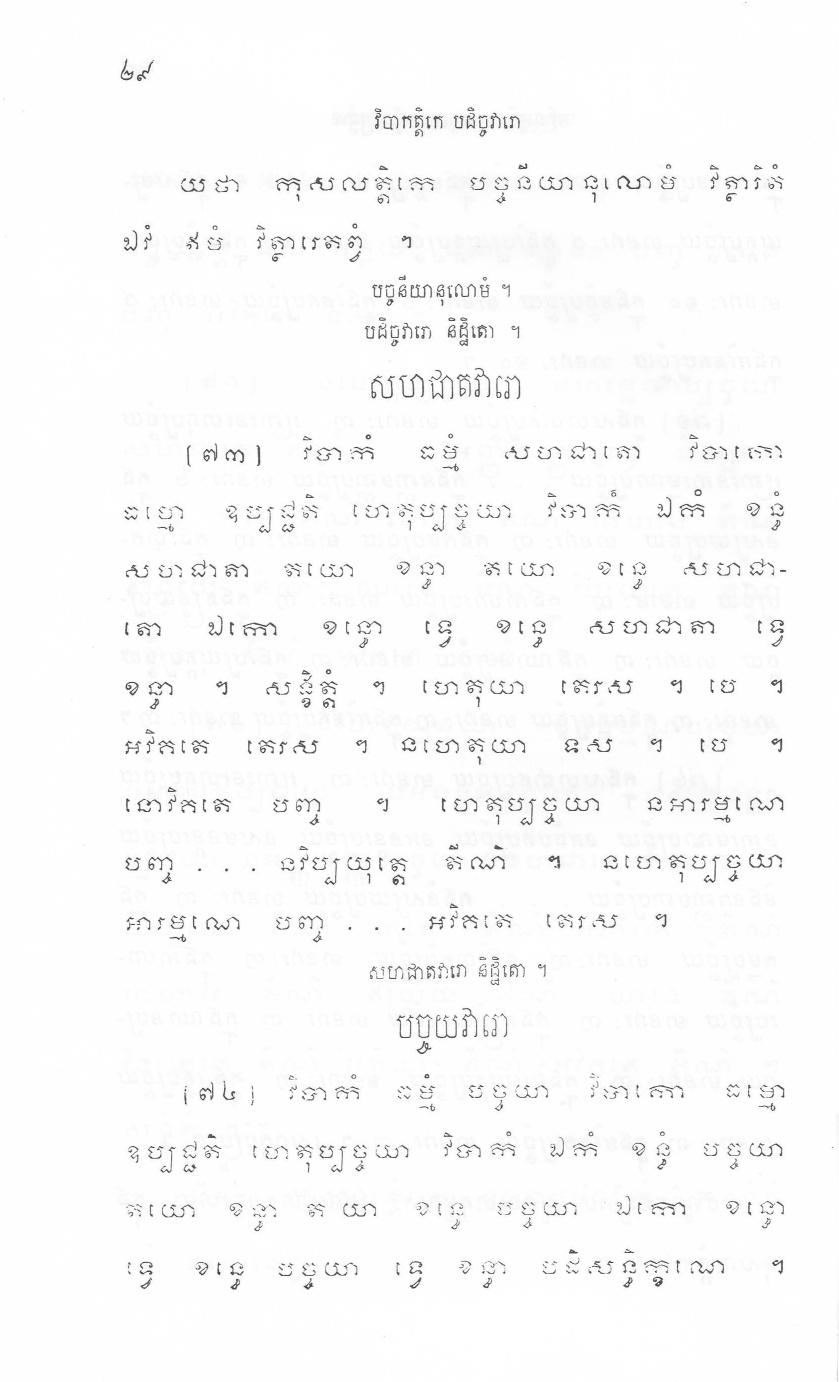 ២៩
វិបាកត្តិកេ បដិច្ចវារោ
យថា កុសលត្តិកេ បច្ចនីយានុលោមំ វិត្ថារិតំ
ឯវំ ឥមំ វិត្ថារេតព្វំ ។
បច្ចនីយានុលោមំ ។
បដិច្ចវារោ និដ្ឋិតោ ។
សហជាតវារោ
[៧៣] វិបាកំ ធម្មំ សហជាតោ វិបាកោ
ធម្មោ ឧប្បជ្ជតិ ហេតុប្បច្ចយា វិបាកំ ឯកំ ខន្ធំ
សហជាតា តយោ ខន្ធា តយោ ខន្ធេ សហជា-
តោ ឯកោ ខន្ធោ ទ្វេ ខន្ធេ សហជាតា ទ្វេ
ខន្ធា ។ សង្ខិត្តំ ។ ហេតុយា តេរស ។ បេ ។
អវិគតេ តេរស ។ នហេតុយា ទស ។ បេ ។
នោវិគតេ បញ្ច ។ ហេតុប្បច្ចយា នអារម្មណេ
បញ្ច . . . នវិប្បយុត្តេ តីណិ ។ នហេតុប្បច្ចយា
អារម្មណេ បញ្ច . . . អវិគតេ តេរស ។
សហជាតវារោ និដ្ឋិតោ ។
បច្ចយវារោ
[៧៤] វិបាកំ ធម្មំ បច្ចយា វិបាកោ ធម្មោ
ឧប្បជ្ជតិ ហេតុប្បច្ចយា វិបាកំ ឯកំ ខន្ធំ បច្ចយា
តយោ ខន្ធា តយោ ខន្ធេ បច្ចយា ឯកោ ខន្ធោ
ទ្វេ ខន្ធេ បច្ចយា ទ្វេ ខន្ធា បដិសន្ធិក្ខណេ ។